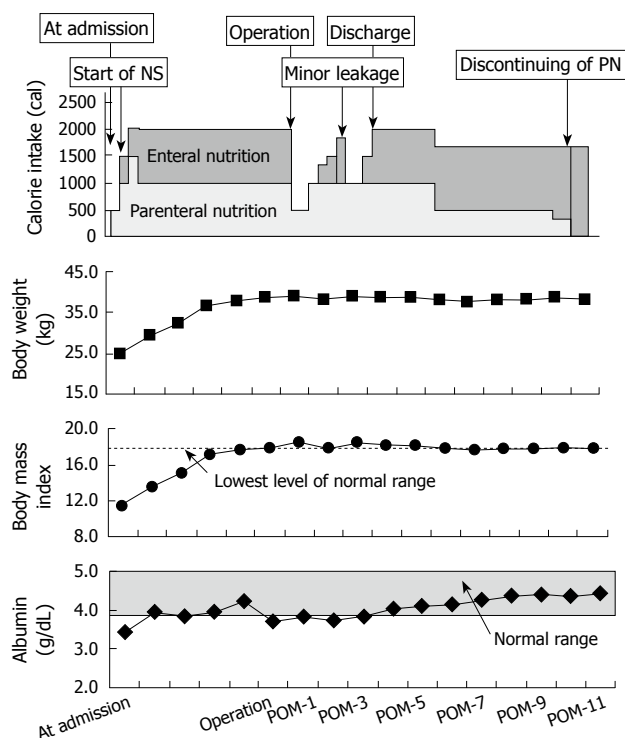 At admission
Operation
Discharge
Start of NS
Minor leakage
Discontinuing of PN
Calorie intake (cal)
2500
2000
1500
1000
500
0
Enteral nutrition
Parenteral nutrition
Body weight
(kg)
45.0
35.0
25.0
15.0
Body mass
index
20.0
16.0
12.0
8.0
Lowest level of normal range
Albumin
(g/dL)
5.0
4.0
3.0
2.0
Normal range
At admission
Operation
POM-1
POM-3
POM-5
POM-7
POM-9
POM-11